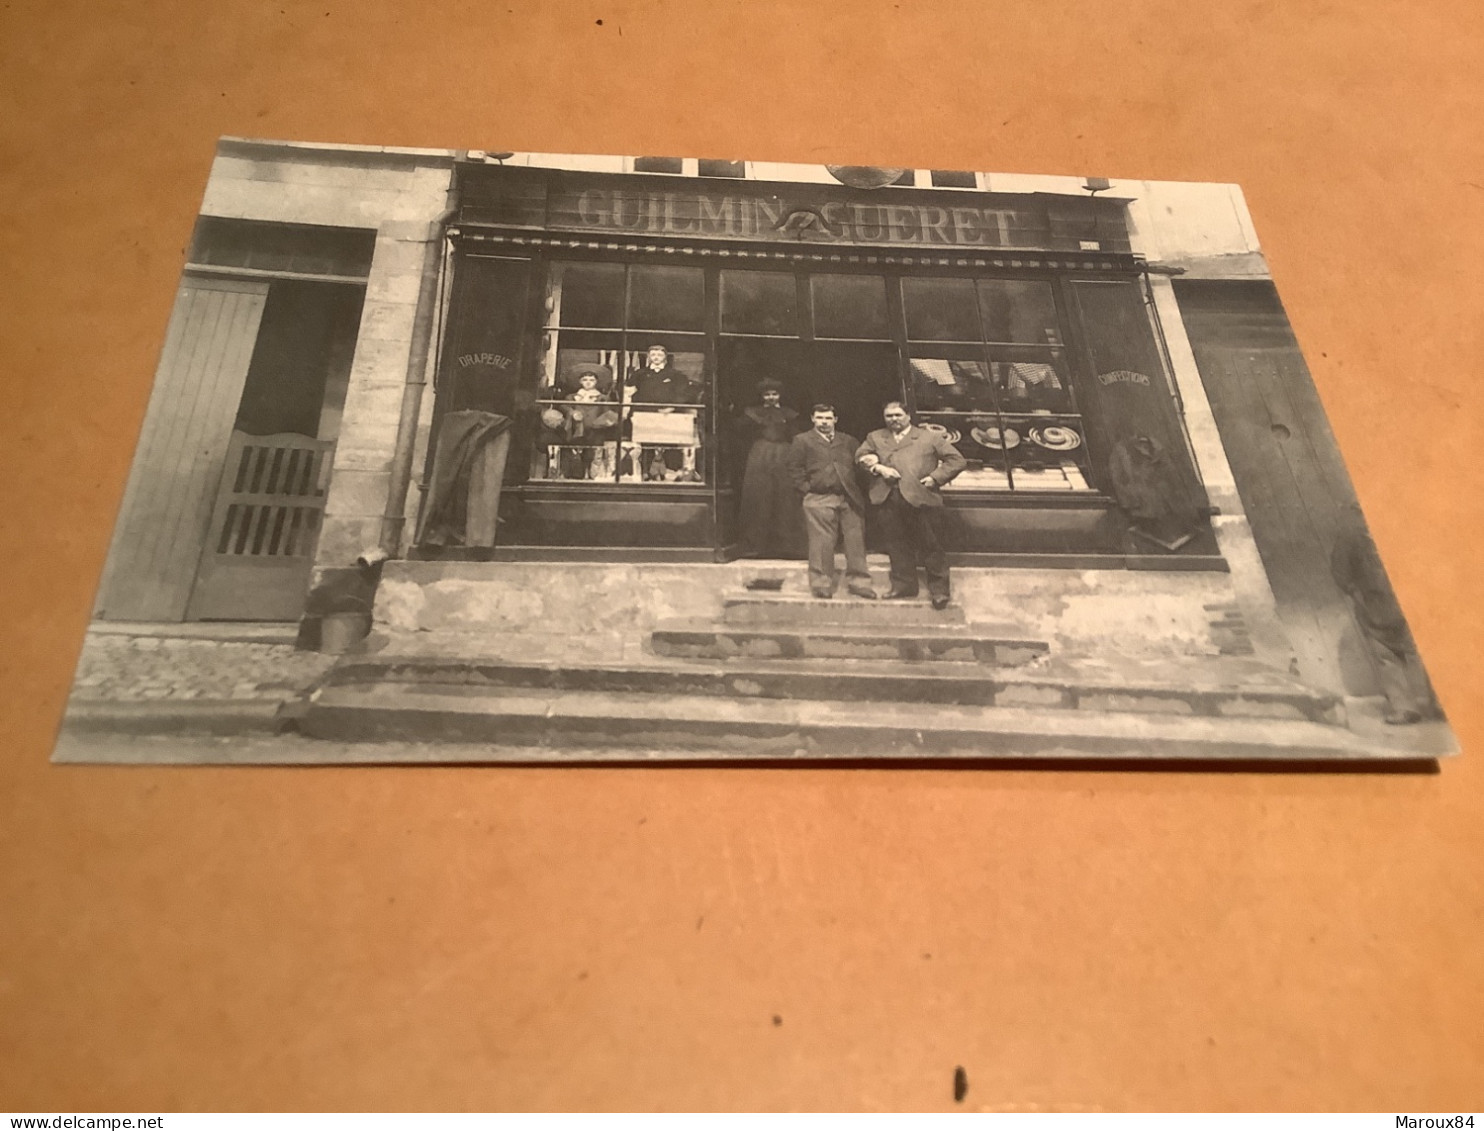 GUILMIN GUERET
DRAPERIE
CONFECTIONS
www.delcampe.net
Maroux84